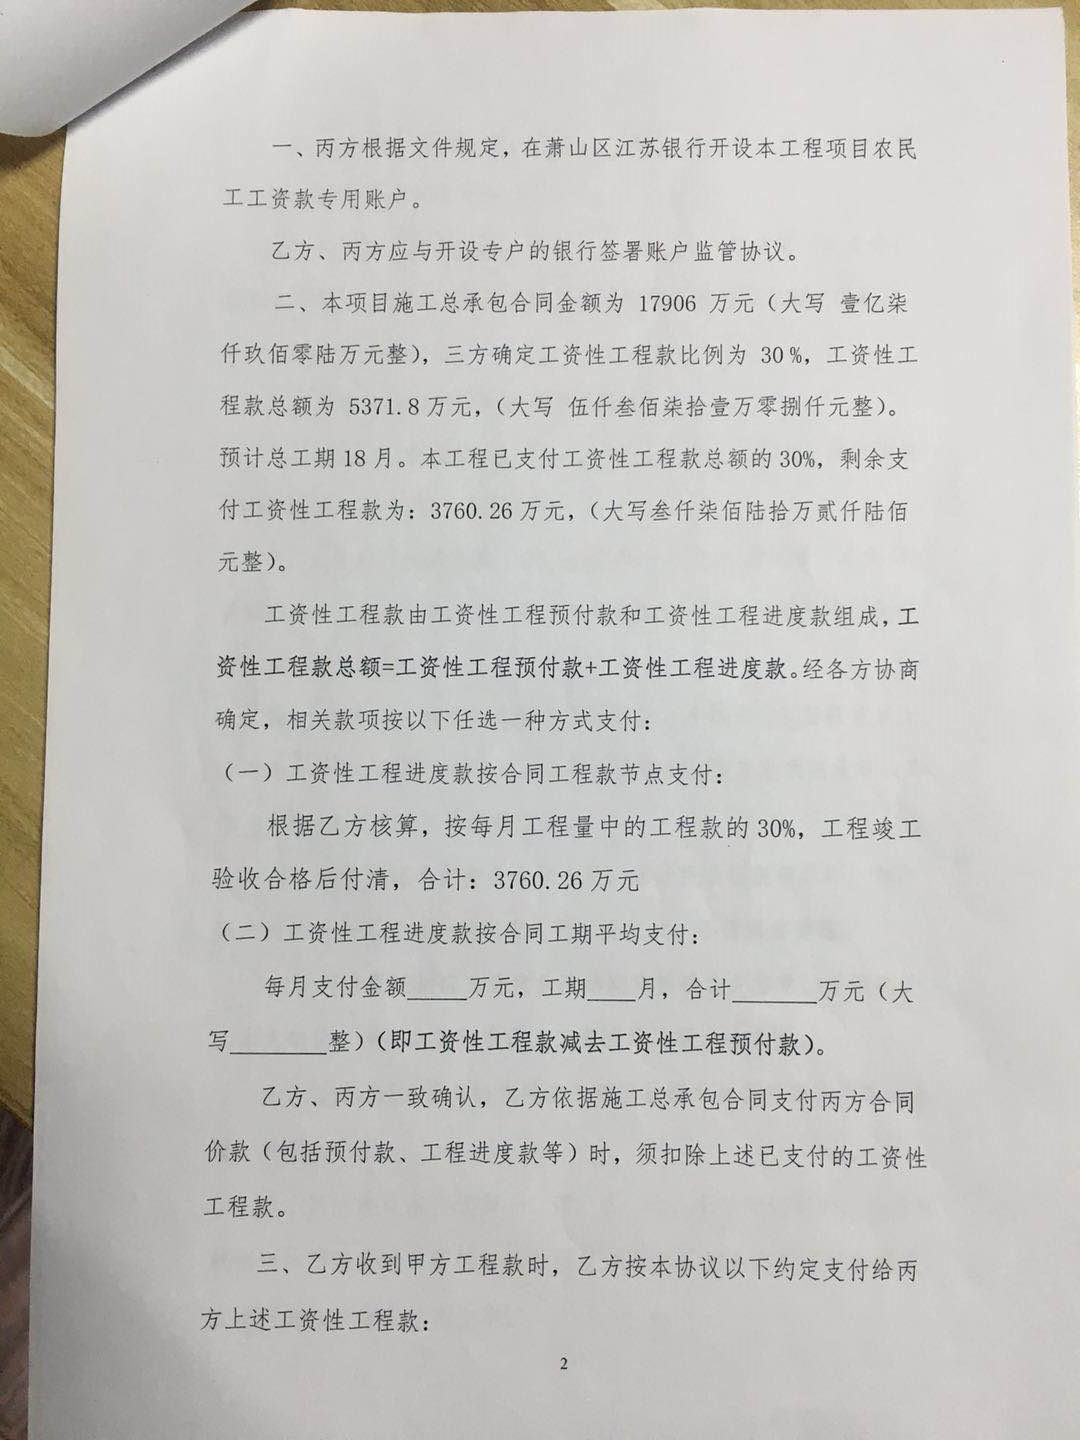 一、丙方根据文件规定，在萧山区江苏银行开设本工程项目农民
工工资款专用账户。
乙方、丙方应与开设专户的银行签署账户监管协议。
二、本项目施工总承包合同金额为 17906 万元（大写 壹亿柒
仟玖佰零陆万元整），三方确定工资性工程款比例为 30%，工资性工
程款总额为 5371.8万元，（大写 伍仟叁佰柒拾壹万零捌仟元整）。
预计总工期18月。本工程已支付工资性工程款总额的30%，剩余支
付工资性工程款为：3760.26万元，（大写叁仟柒佰陆拾万贰仟陆佰
元整）。
工资性工程款由工资性工程预付款和工资性工程进度款组成，工
资性工程款总额=工资性工程预付款+工资性工程进度款。经各方协商
确定，相关款项按以下任选一种方式支付：
（一）工资性工程进度款按合同工程款节点支付：
根据乙方核算，按每月工程量中的工程款的30%，工程竣工
验收合格后付清，合计：3760.26万元
（二）工资性工程进度款按合同工期平均支付：
每月支付金额_____万元，工期____月，合计_______万元（大
写________整）（即工资性工程款减去工资性工程预付款）。
乙方、丙方一致确认，乙方依据施工总承包合同支付丙方合同
价款（包括预付款、工程进度款等）时，须扣除上述已支付的工资性
工程款。
三、乙方收到甲方工程款时，乙方按本协议以下约定支付给丙
方上述工资性工程款：
2